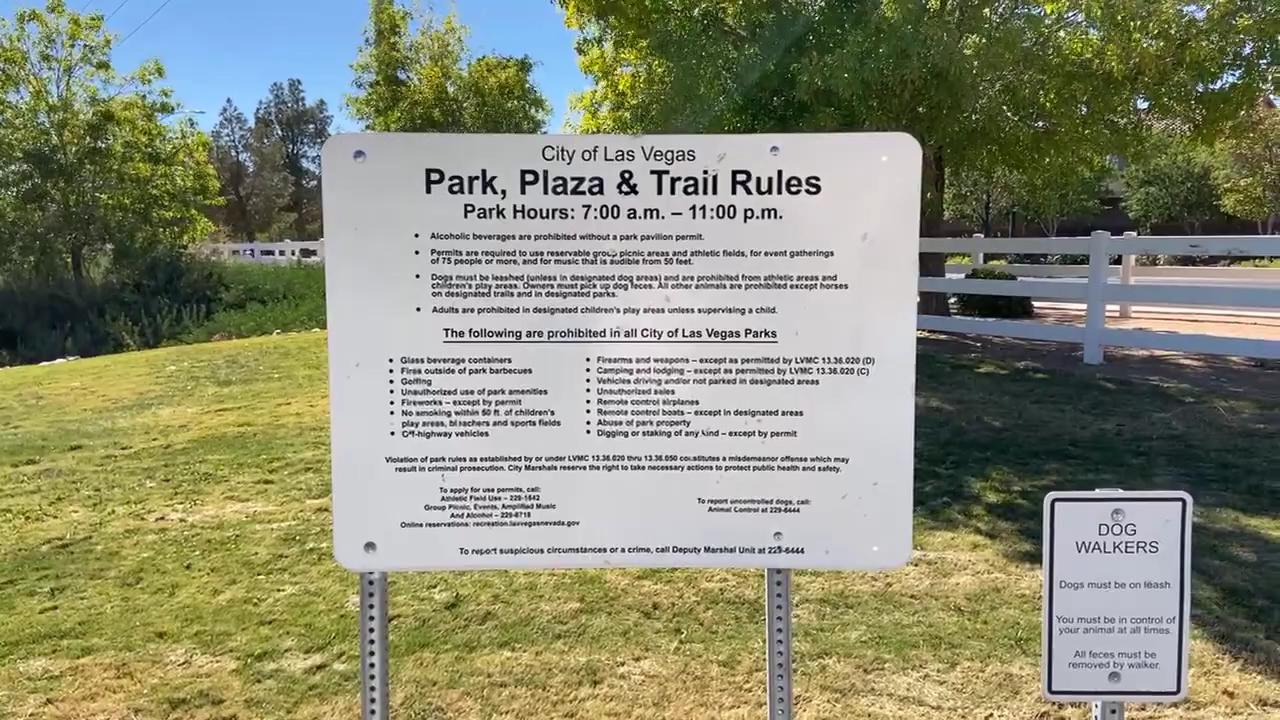 City of Las Vegas
Park, Plaza & Trail Rules
Park Hours: 7:00 a.m. – 11:00 p.m.
• Alcoholic beverages are prohibited without a park pavilion permit.
• Permits are required to use reservable group picnic areas and athletic fields, for event gatherings
of 75 people or more, and for music that is audible from 50 feet.
• Dogs must be leashed (unless in designated dog areas) and are prohibited from athletic areas and
children's play areas. Owners must pick up dog feces. All other animals are prohibited except horses
on designated trails and in designated parks.
• Adults are prohibited in designated children's play areas unless supervising a child.
The following are prohibited in all City of Las Vegas Parks
• Glass beverage containers
• Fires outside of park barbecues
• Golfing
• Unauthorized use of park amenities
• Fireworks – except by permit
• No smoking within 50 ft. of children's
play areas, bleachers and sports fields
• Off-highway vehicles
• Firearms and weapons – except as permitted by LVMC 13.36.020 (D)
• Camping and lodging – except as permitted by LVMC 13.36.020 (C)
• Vehicles driving and/or not parked in designated areas
• Unauthorized sales
• Remote control airplanes
• Remote control boats – except in designated areas
• Abuse of park property
• Digging or staking of any kind – except by permit
Violation of park rules as established by or under LVMC 13.36.020 thru 13.36.050 constitutes a misdemeanor offense which may
result in criminal prosecution. City Marshals reserve the right to take necessary actions to protect public health and safety.
To apply for use permits, call:
Athletic Field Use – 229-1642
Group Picnic, Events, Amplified Music
And Alcohol – 229-8718
Online reservations: recreation.lasvegasnevada.gov
To report uncontrolled dogs, call:
Animal Control at 229-6444
To report suspicious circumstances or a crime, call Deputy Marshal Unit at 229-6444
DOG
WALKERS
Dogs must be on leash.
You must be in control of
your animal at all times.
All feces must be
removed by walker.